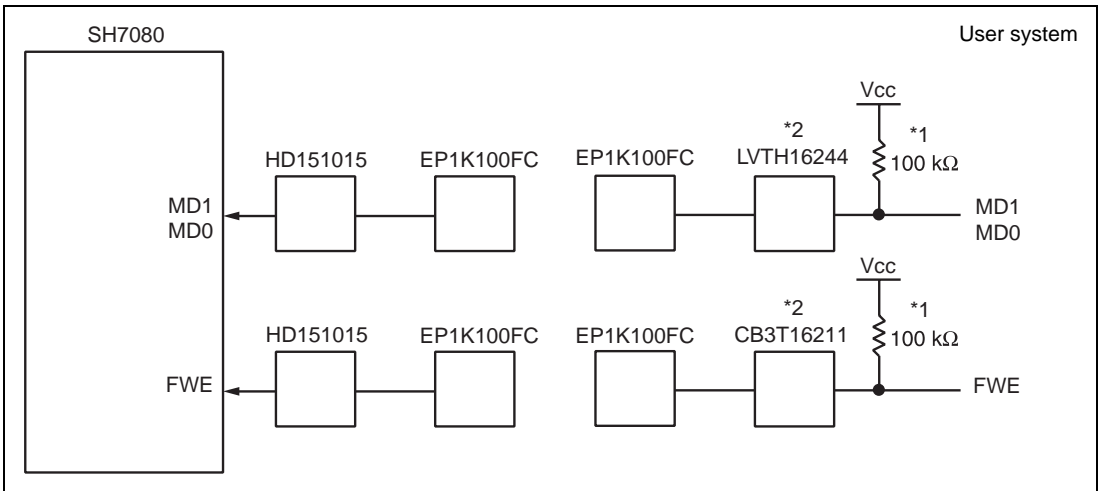 SH7080
User system
Vcc
*2
*1
HD151015
EP1K100FC
EP1K100FC
LVTH16244
100 kΩ
MD1
MD0
MD1
MD0
Vcc
*2
*1
HD151015
EP1K100FC
EP1K100FC
CB3T16211
100 kΩ
FWE
FWE